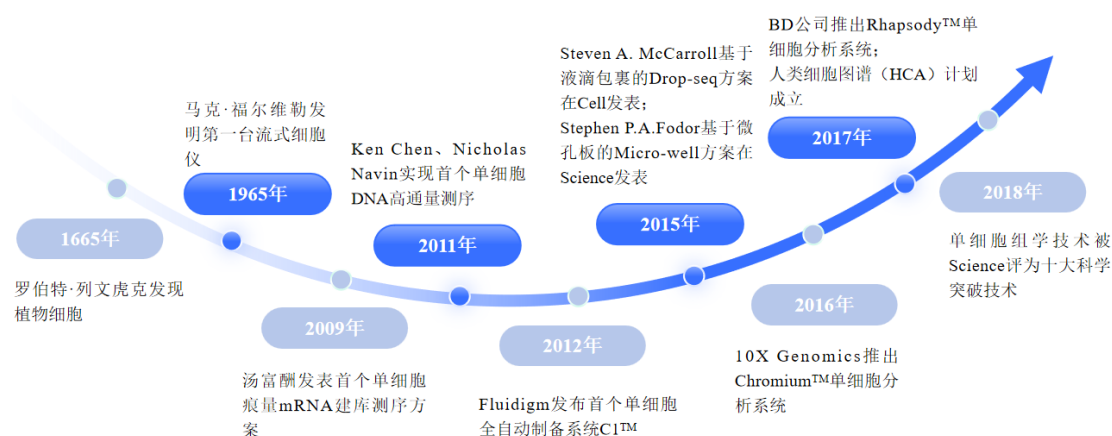 1665年
罗伯特·列文虎克发现
植物细胞
马克·福尔维勒发
明第一台流式细胞
仪
1965年
2009年
汤富酬发表首个单细胞
痕量mRNA建库测序方
案
Ken Chen、Nicholas
Navin实现首个单细胞
DNA高通量测序
2011年
2012年
Fluidigm发布首个单细胞
全自动制备系统C1™
Steven A. McCarroll基于
液滴包裹的Drop-seq方案
在Cell发表；
Stephen P.A.Fodor基于微
孔板的Micro-well方案在
Science发表
2015年
2016年
10X Genomics推出
Chromium™单细胞分
析系统
BD公司推出Rhapsody™单
细胞分析系统；
人类细胞图谱（HCA）计划
成立
2017年
2018年
单细胞组学技术被
Science评为十大科学
突破技术